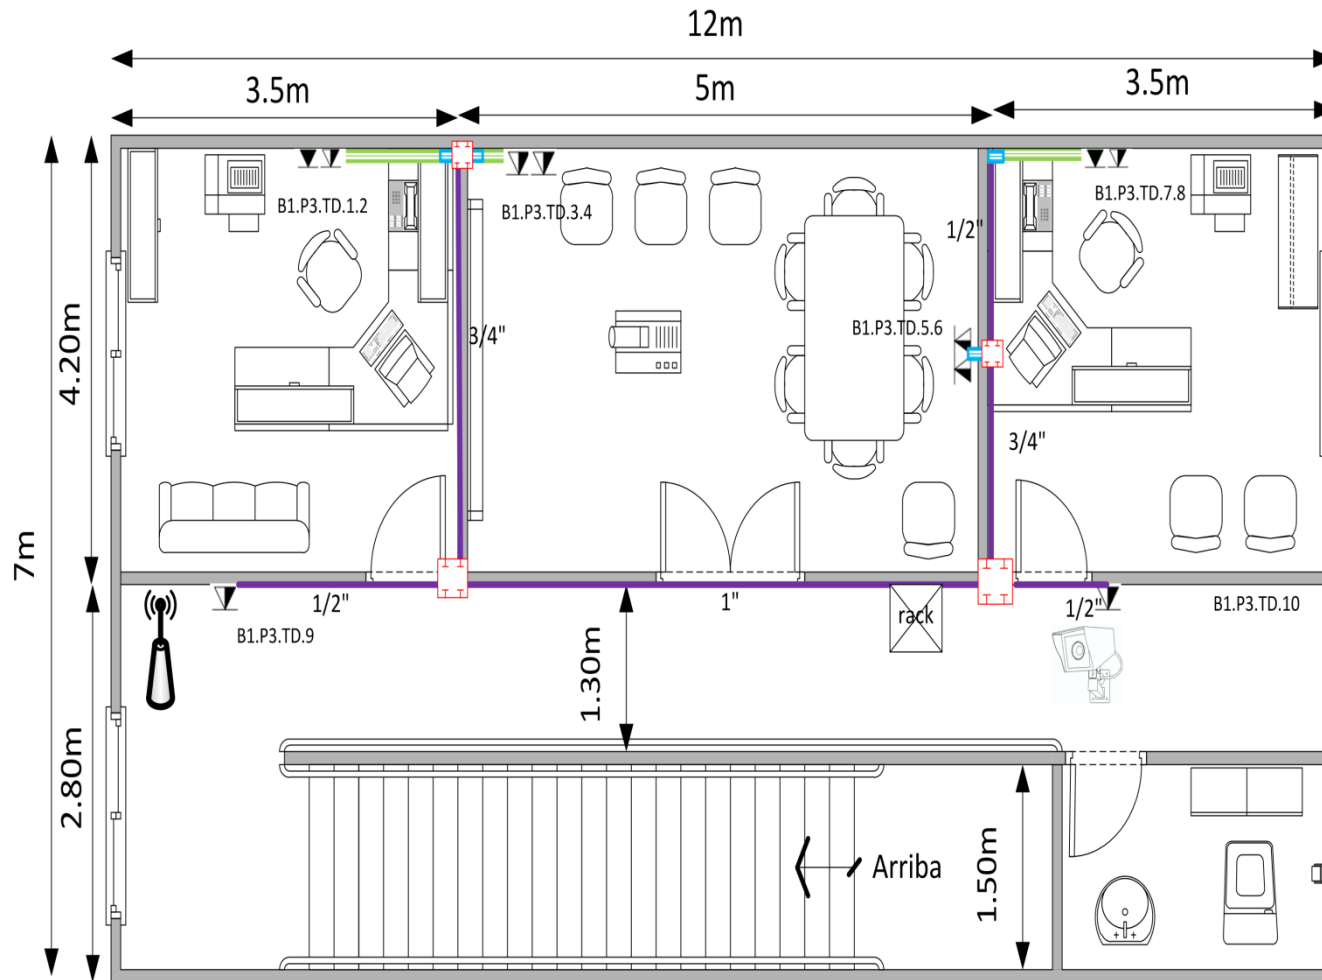 12m
3.5m
5m
3.5m
B1.P3.TD.1.2
B1.P3.TD.3.4
B1.P3.TD.7.8
1/2"
4.20m
3/4"
B1.P3.TD.5.6
3/4"
7m
1/2"
1"
rack
1/2"
B1.P3.TD.10
B1.P3.TD.9
1.30m
2.80m
1.50m
Arriba